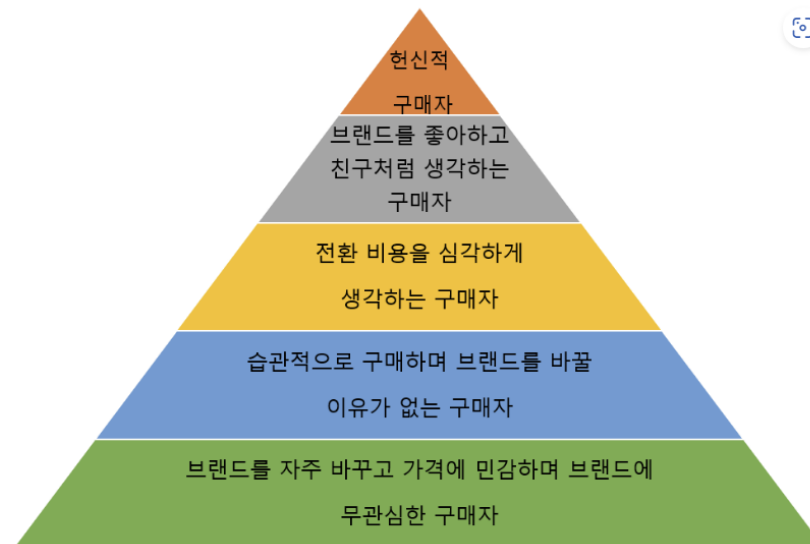 헌신적
구매자
브랜드를 좋아하고
친구처럼 생각하는
구매자
전환 비용을 심각하게
생각하는 구매자
습관적으로 구매하며 브랜드를 바꿀
이유가 없는 구매자
브랜드를 자주 바꾸고 가격에 민감하며 브랜드에
무관심한 구매자